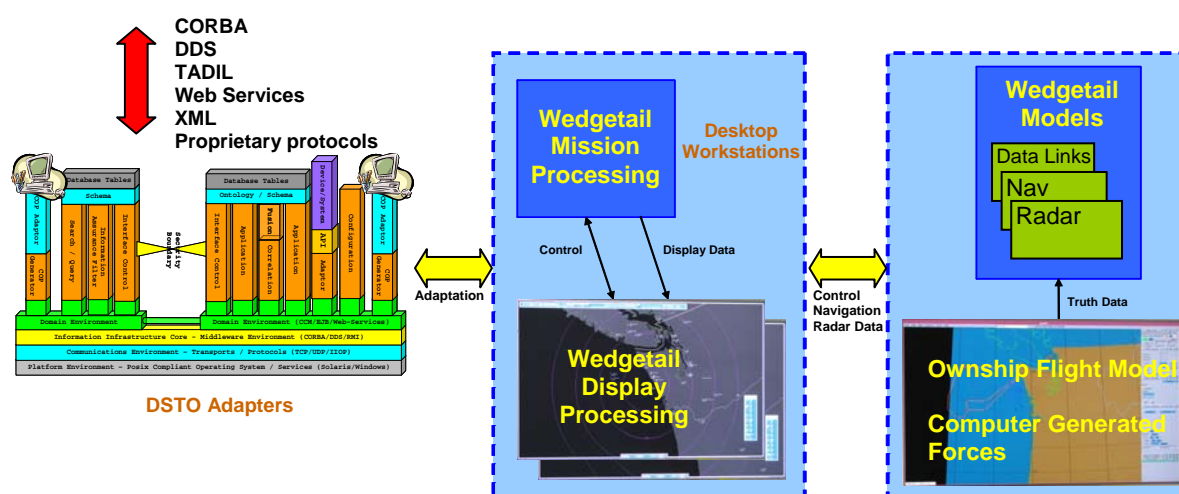 CORBA
DDS
TADIL
Web Services
XML
Proprietary protocols
Database Tables
Schema
COP Adaptor
COP Generator
Search / Query
Information Assurance Filter
Interface Control
Security Boundary
Database Tables
Ontology / Schema
Interface Control
Application
Fusion
Correlation
Application
Device/System
API
Adaptor
Configuration
COP Adaptor
COP Generator
Domain Environment
Domain Environment (CCM/EJB/Web-Services)
Information Infrastructure Core - Middleware Environment (CORBA/DDS/RMI)
Communications Environment - Transports / Protocols (TCP/UDP/IIOP)
Platform Environment - Posix Compliant Operating System / Services (Solaris/Windows)
DSTO Adapters
Adaptation
Wedgetail
Mission
Processing
Desktop
Workstations
Control
Display Data
Wedgetail
Display
Processing
Control
Navigation
Radar Data
Wedgetail
Models
Data Links
Nav
Radar
Truth Data
Ownship Flight Model
Computer Generated
Forces